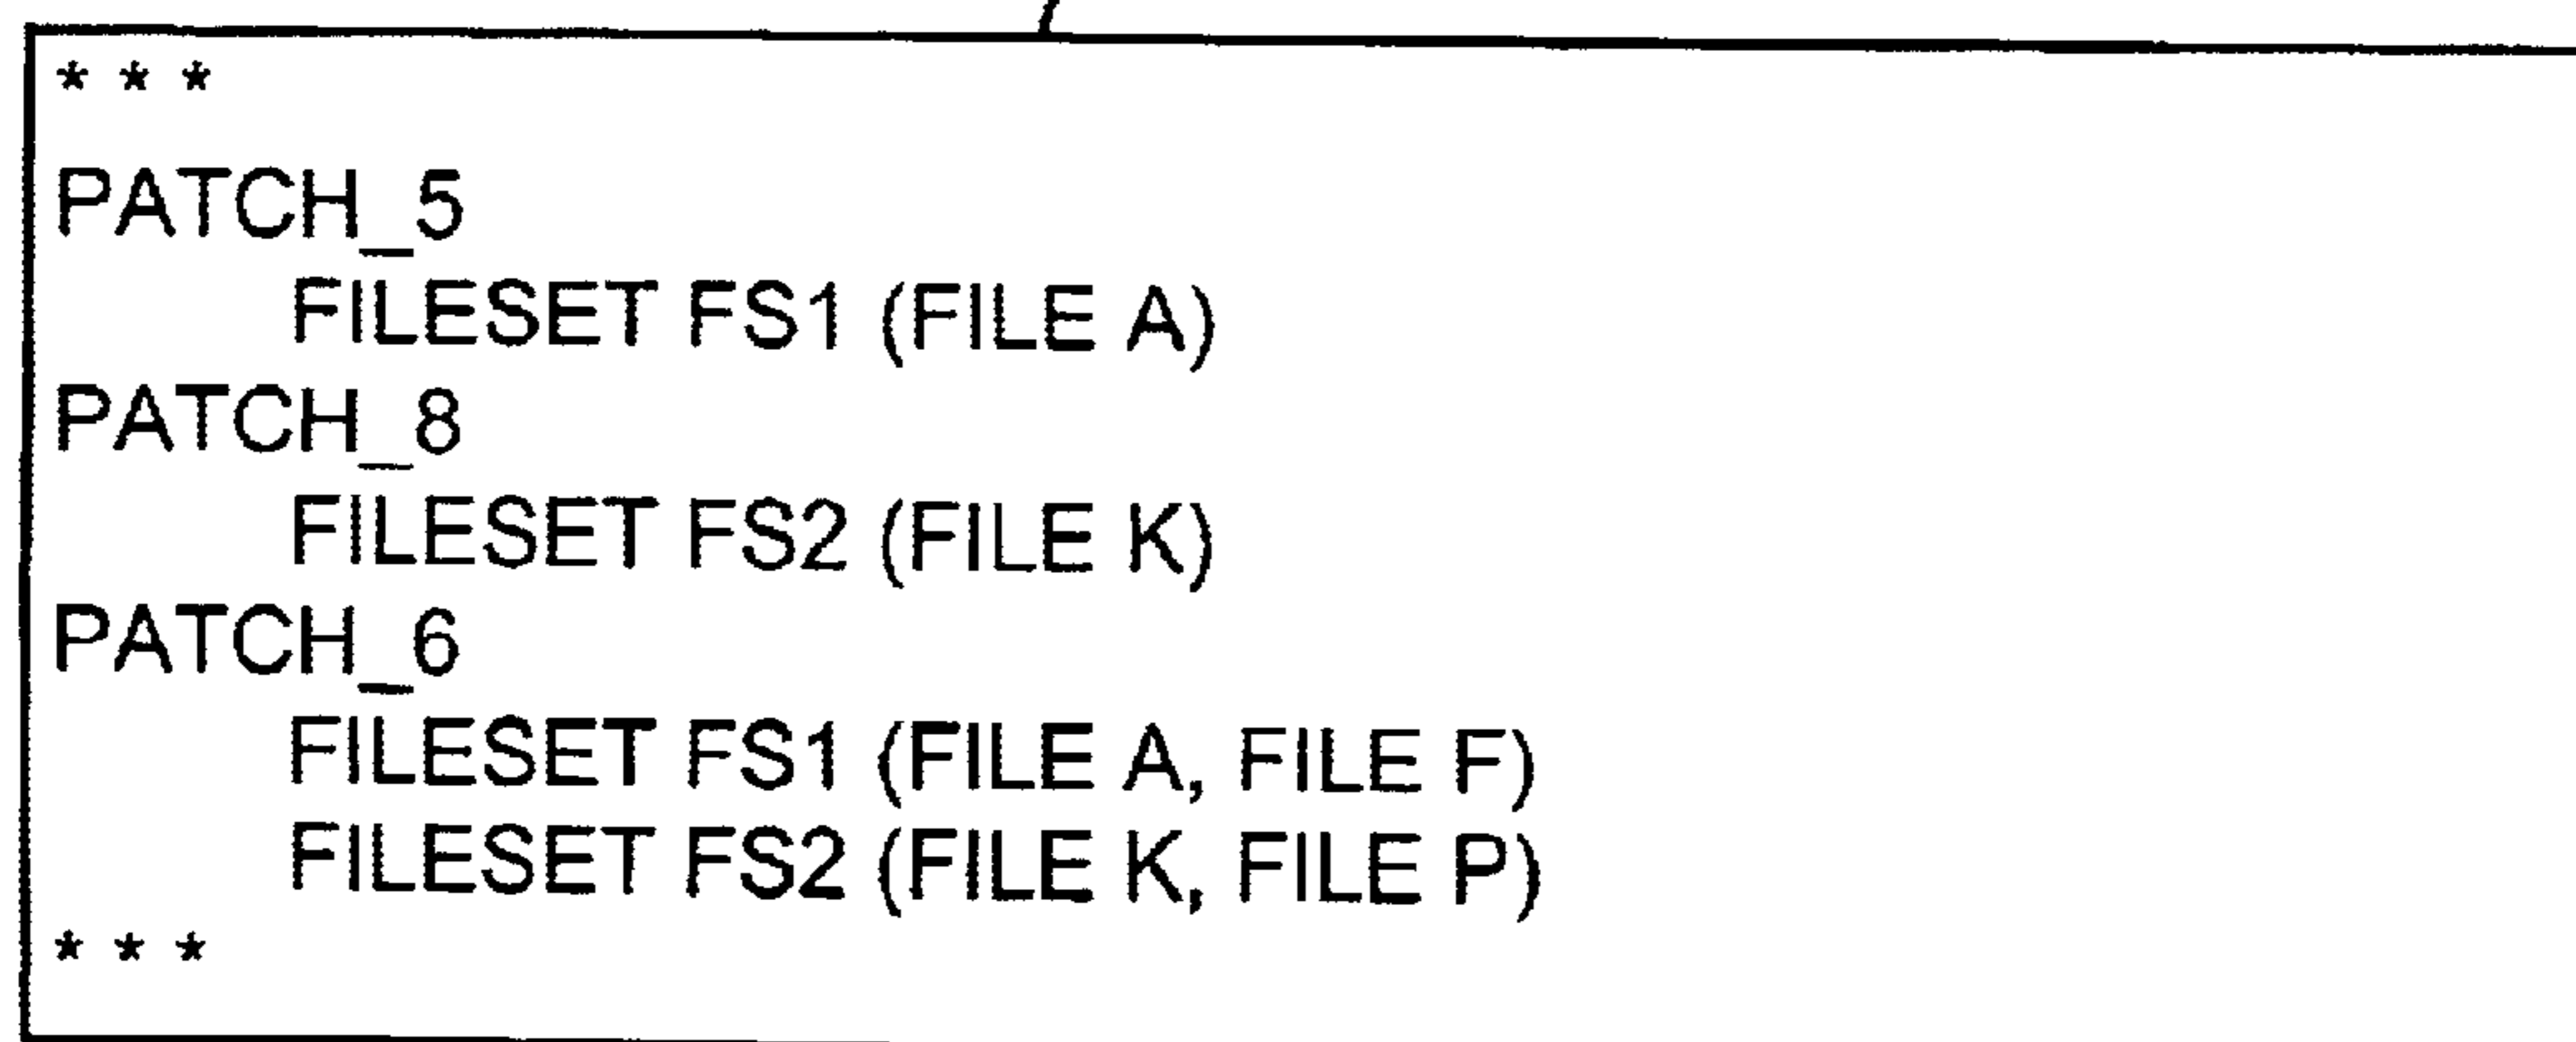 * * *
PATCH_5
FILESET FS1 (FILE A)
PATCH_8
FILESET FS2 (FILE K)
PATCH_6
FILESET FS1 (FILE A, FILE F)
FILESET FS2 (FILE K, FILE P)
* * *